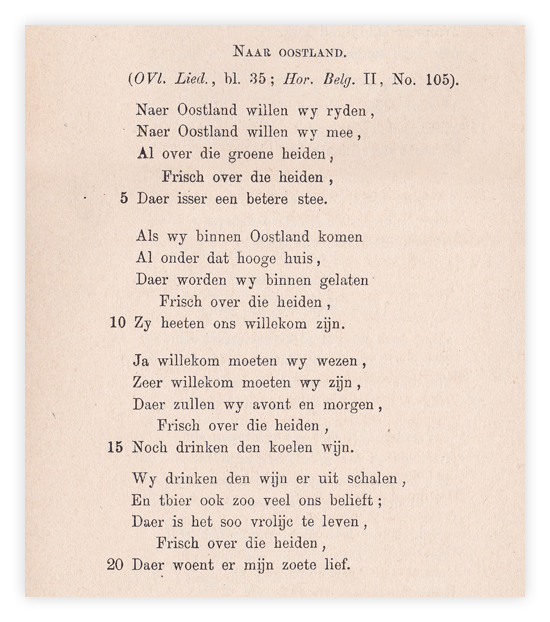 NAAR OOSTLAND.
(OVl. Lied., bl. 35; Hor. Belg. II, No. 105).
Naer Oostland willen wy ryden,
Naer Oostland willen wy mee,
Al over die groene heiden,
Frisch over die heiden,
5 Daer isser een betere stee.
Als wy binnen Oostland komen
Al onder dat hooge huis,
Daer worden wy binnen gelaten
Frisch over die heiden,
10 Zy heeten ons willekom zijn.
Ja willekom moeten wy wezen,
Zeer willekom moeten wy zijn,
Daer zullen wy avont en morgen,
Frisch over die heiden,
15 Noch drinken den koelen wijn.
Wy drinken den wijn er uit schalen,
En tbier ook zoo veel ons belieft;
Daer is het soo vrolijc te leven,
Frisch over die heiden,
20 Daer woent er mijn zoete lief.